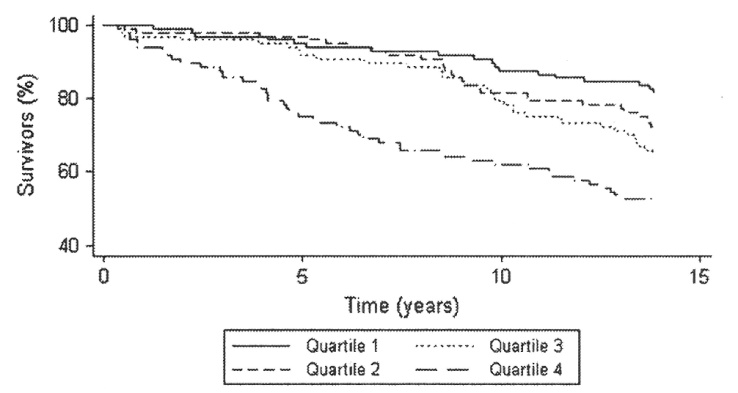 Survivors (%)
100
80
60
40
0 5 10 15
Time (years)
Quartile 1 Quartile 3
Quartile 2 Quartile 4